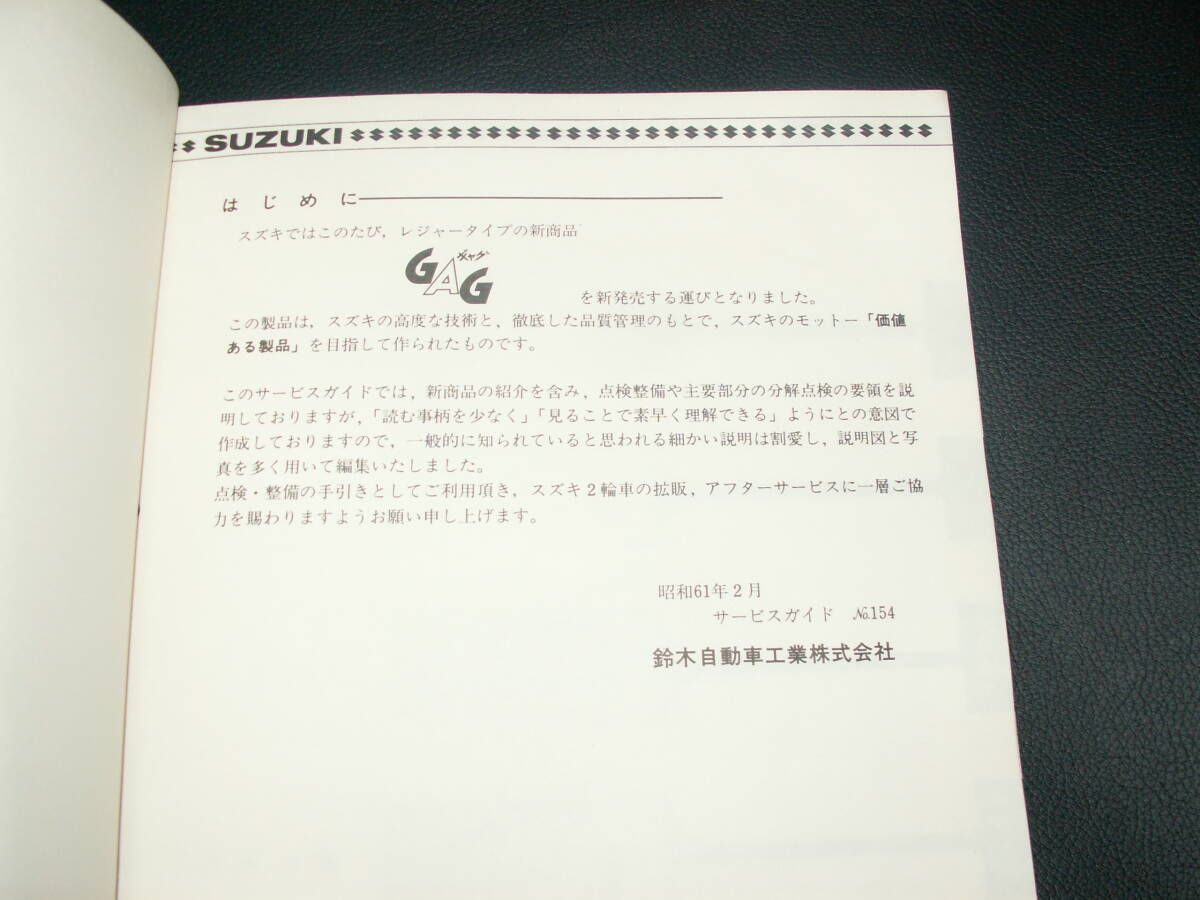 SUZUKI
はじめに
スズキではこのたび，レジャータイプの新商品
ギャグ
GAG
を新発売する運びとなりました。
この製品は，スズキの高度な技術と，徹底した品質管理のもとで，スズキのモットー「価値
ある製品」を目指して作られたものです。
このサービスガイドでは，新商品の紹介を含み，点検整備や主要部分の分解点検の要領を説
明しておりますが，「読む事柄を少なく」「見ることで素早く理解できる」ようにとの意図で
作成しておりますので，一般的に知られていると思われる細かい説明は割愛し，説明図と写
真を多く用いて編集いたしました。
点検・整備の手引きとしてご利用頂き，スズキ2輪車の拡販，アフターサービスに一層ご協
力を賜わりますようお願い申し上げます。
昭和61年2月
サービスガイド №154
鈴木自動車工業株式会社